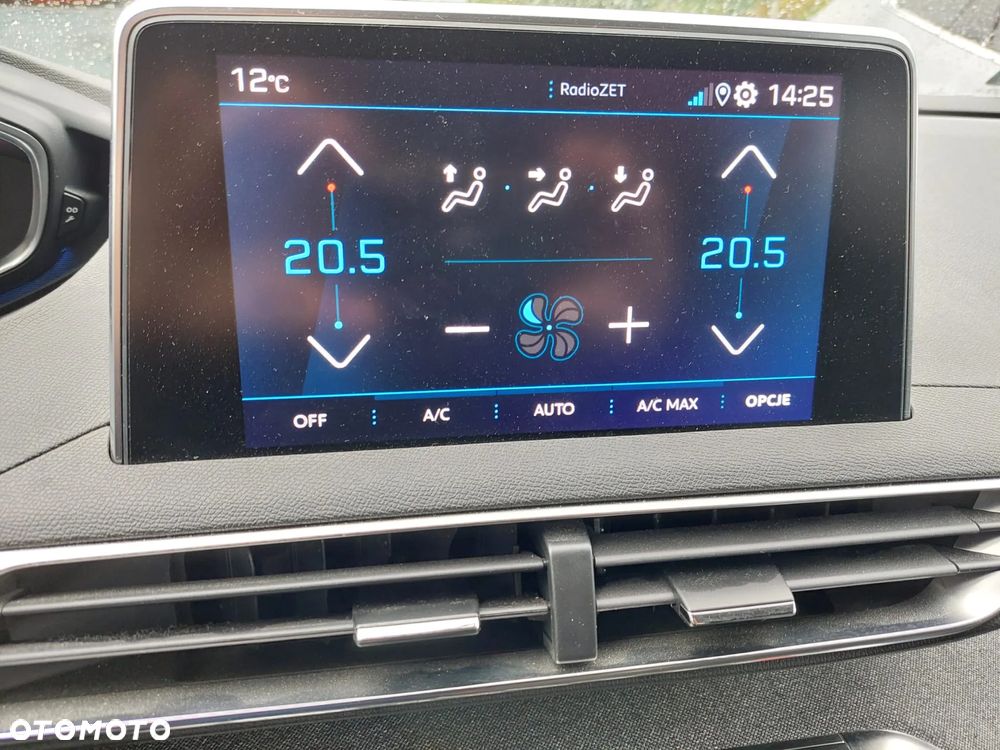 12°C RadioZET 14:25
20.5 20.5
OFF A/C AUTO A/C MAX OPCJE
OTOMOTO